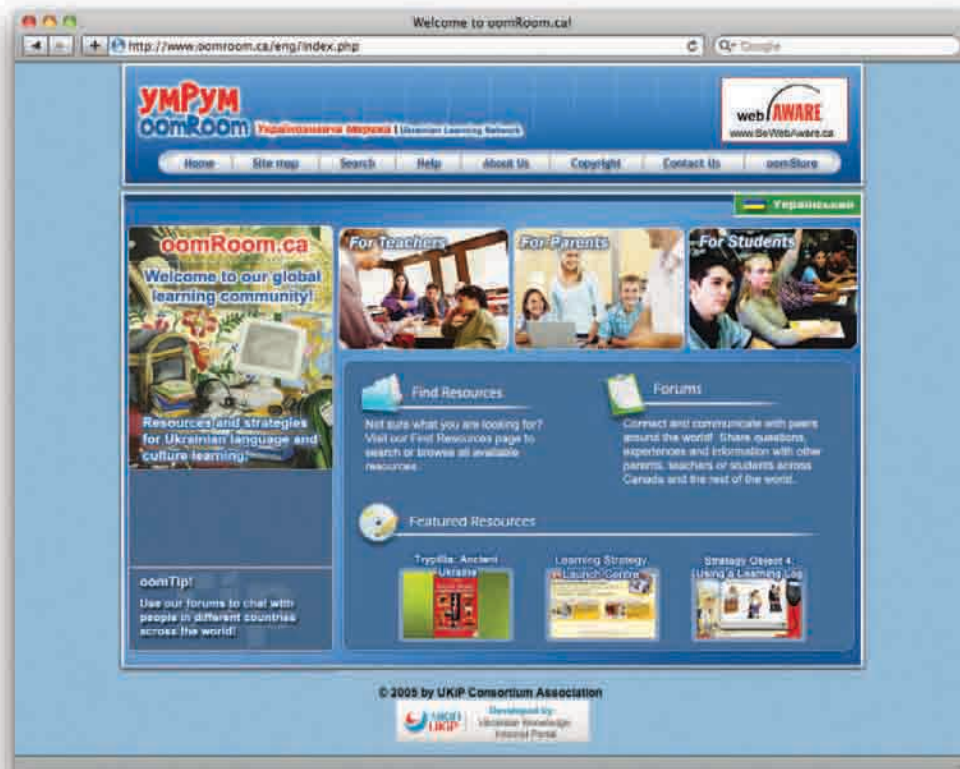 Welcome to oomRoom.ca!
http://www.oomroom.ca/eng/index.php
Google
умРум
oomRoom
Українознавча мережа | Ukrainian Learning Network
web AWARE
www.BeWebAware.ca
Home Site map Search Help About Us Copyright Contact Us oomStore
Український
oomRoom.ca
Welcome to our global
learning community!
Resources and strategies
for Ukrainian language and
culture learning.
oomTip!
Use our forums to chat with
people in different countries
across the world!
For Teachers
For Parents
For Students
Find Resources
Not sure what you are looking for?
Visit our Find Resources page to
search or browse all available
resources.
Forums
Connect and communicate with peers
around the world! Share questions,
experiences and information with other
parents, teachers or students across
Canada and the rest of the world.
Featured Resources
Trypillia: Ancient
Ukraine
Learning Strategy
Launch Centre
Strategy Object 4:
Using a Learning Log
© 2005 by UKiP Consortium Association
UKiP
Developed by:
Ukrainian Knowledge
Internet Portal